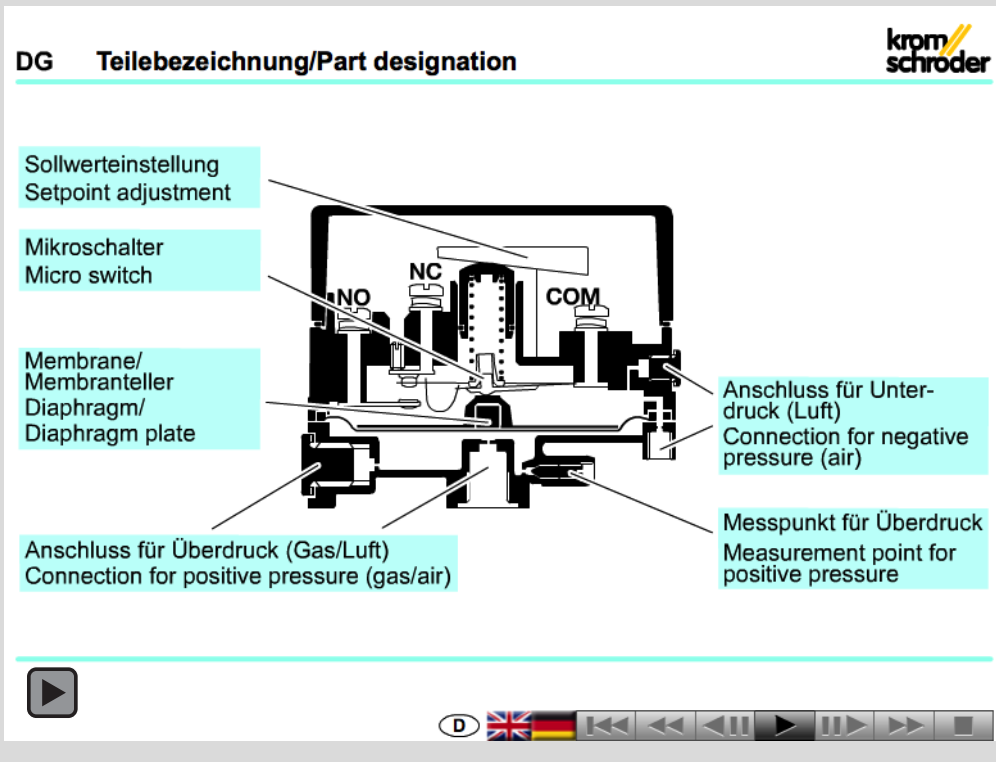 DG Teilebezeichnung/Part designation
krom
schroder
Sollwerteinstellung
Setpoint adjustment
Mikroschalter
Micro switch
NC
NO
COM
Membrane/
Membranteller
Diaphragm/
Diaphragm plate
Anschluss für Unter-
druck (Luft)
Connection for negative
pressure (air)
Messpunkt für Überdruck
Measurement point for
positive pressure
Anschluss für Überdruck (Gas/Luft)
Connection for positive pressure (gas/air)
D